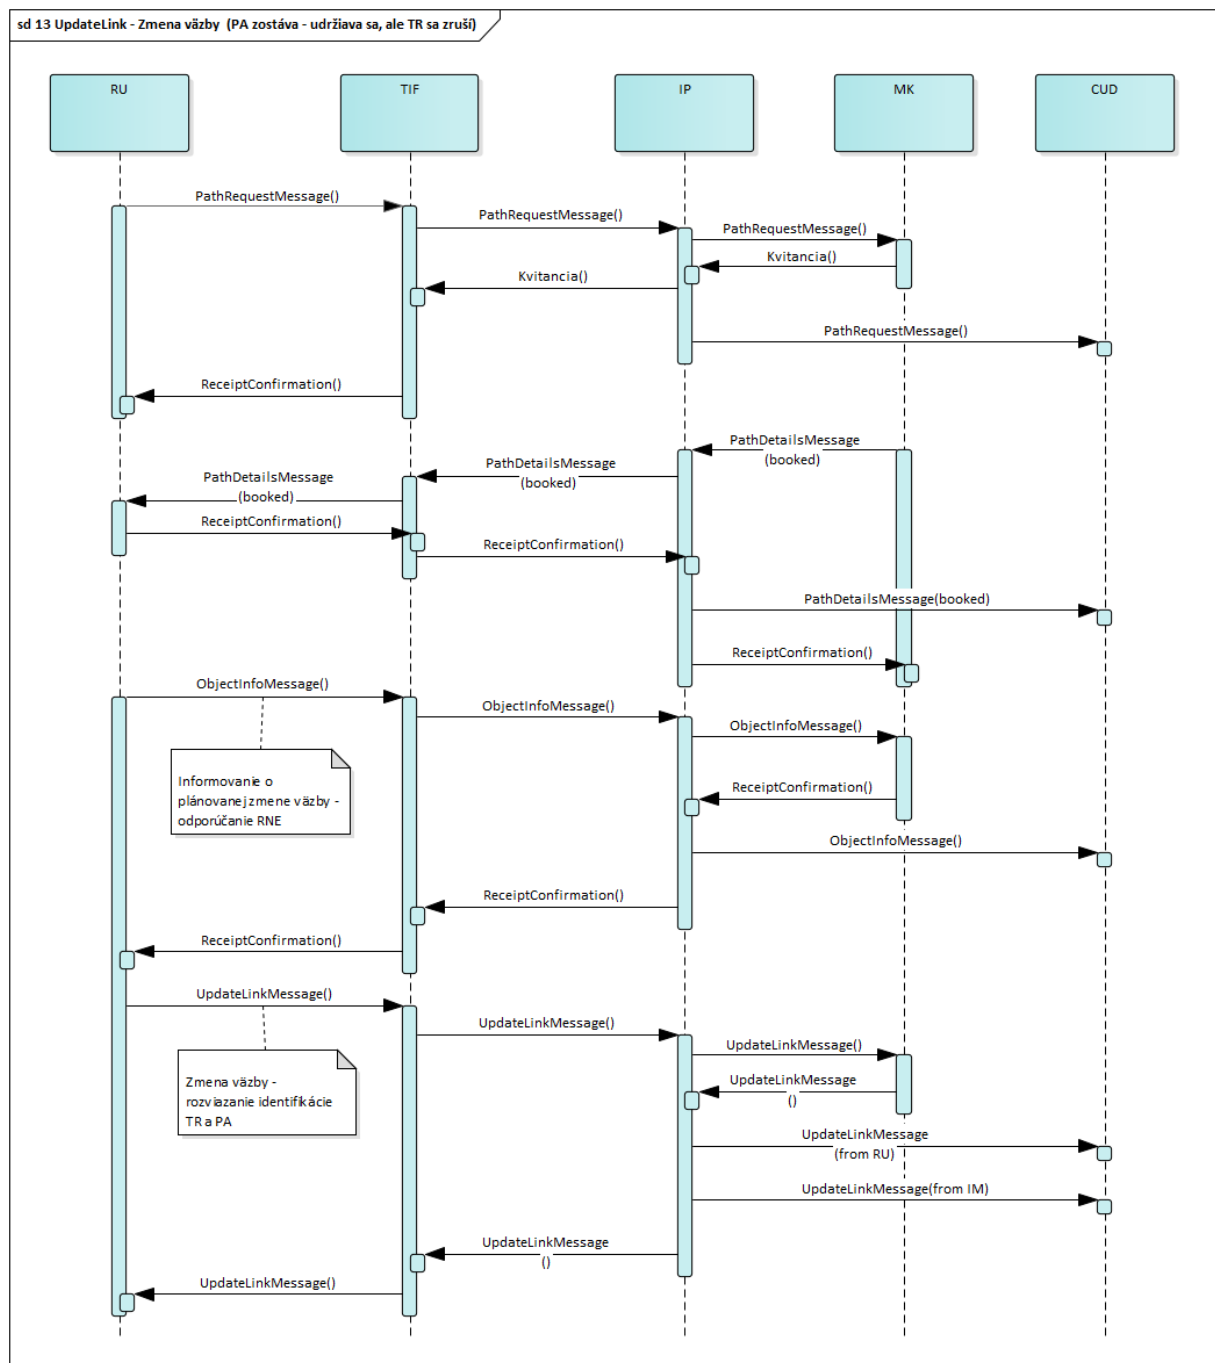 sd 13 UpdateLink - Zmena väzby  (PA zostáva - udržiava sa, ale TR sa zruší)
RU
TIF
IP
MK
CUD
PathRequestMessage()
PathRequestMessage()
PathRequestMessage()
Kvitancia()
Kvitancia()
PathRequestMessage()
ReceiptConfirmation()
PathDetailsMessage
(booked)
PathDetailsMessage
(booked)
PathDetailsMessage
(booked)
ReceiptConfirmation()
ReceiptConfirmation()
PathDetailsMessage(booked)
ReceiptConfirmation()
ObjectInfoMessage()
ObjectInfoMessage()
ObjectInfoMessage()
Informovanie o
plánovanej zmene väzby -
odporúčanie RNE
ReceiptConfirmation()
ObjectInfoMessage()
ReceiptConfirmation()
ReceiptConfirmation()
UpdateLinkMessage()
UpdateLinkMessage()
UpdateLinkMessage()
Zmena väzby -
rozviazanie identifikácie
TR a PA
UpdateLinkMessage
()
UpdateLinkMessage
(from RU)
UpdateLinkMessage(from IM)
UpdateLinkMessage
()
UpdateLinkMessage()